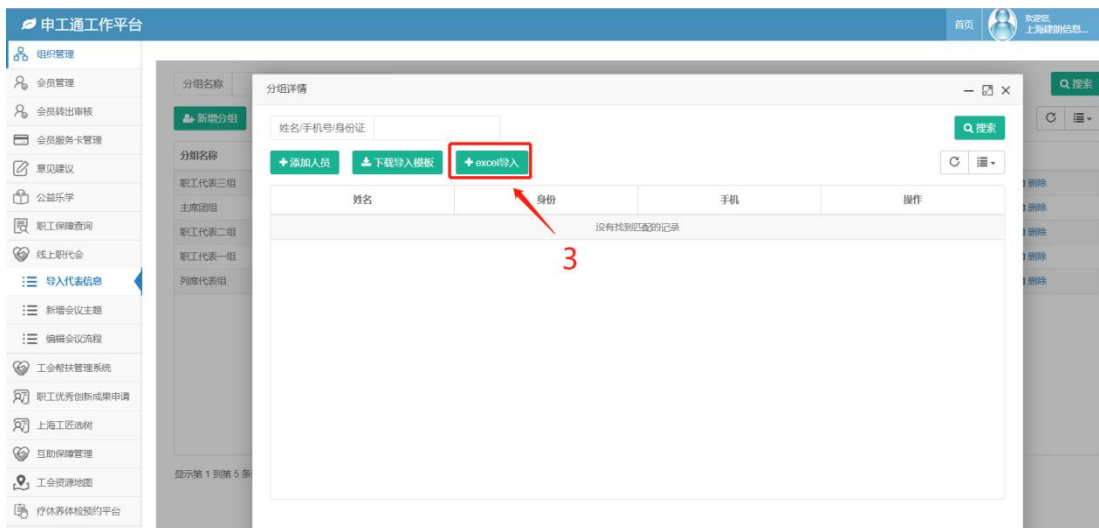 申工通工作平台
首页
欢迎您,
上海建朗信息...
组织管理
会员管理
会员转出审核
会员服务卡管理
意见建议
公益乐学
职工保障查询
线上职代会
导入代表信息
新增会议主题
编辑会议流程
工会帮扶管理系统
职工优秀创新成果申请
上海工匠选树
互助保障管理
工会资源地图
疗休养体检预约平台
分组名称
搜索
新增分组
分组名称
职工代表三组
删除
主席团组
删除
职工代表二组
删除
职工代表一组
删除
列席代表组
删除
显示第 1 到第 5 条
分组详情
姓名/手机号/身份证
搜索
添加人员
下载导入模板
excel导入
姓名 身份 手机 操作
没有找到匹配的记录
3